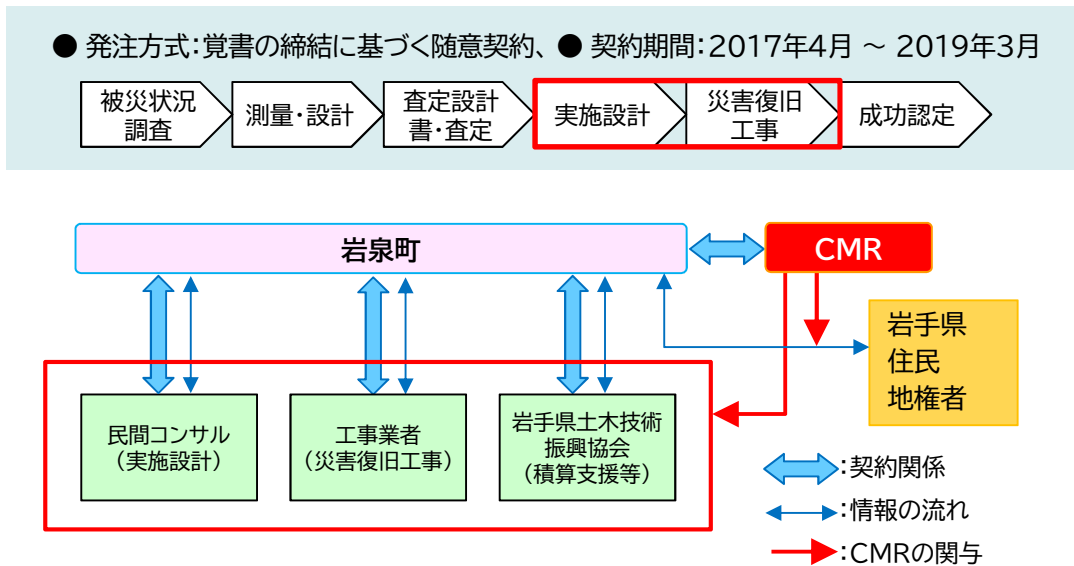 ● 発注方式：覚書の締結に基づく随意契約、● 契約期間：2017年4月 ～ 2019年3月
被災状況
調査
測量・設計
査定設計
書・査定
実施設計
災害復旧
工事
成功認定
岩泉町
CMR
岩手県
住民
地権者
民間コンサル
（実施設計）
工事業者
（災害復旧工事）
岩手県土木技術
振興協会
（積算支援等）
：契約関係
：情報の流れ
：CMRの関与